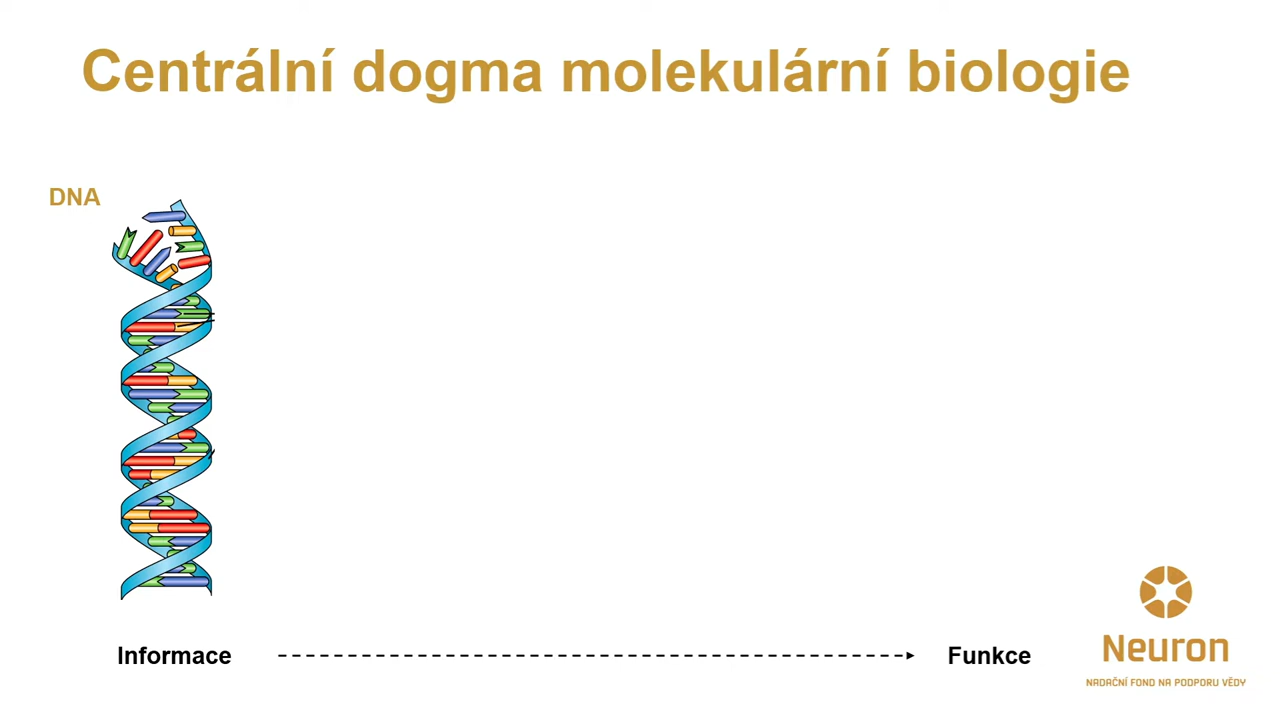 Centrální dogma molekulární biologie
DNA
Informace
Funkce
Neuron
NADAČNÍ FOND NA PODPORU VĚDY